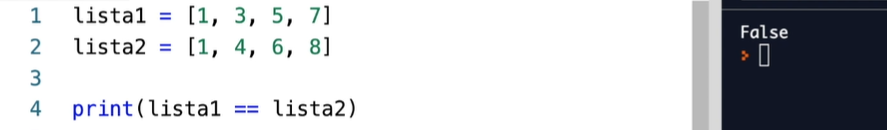 1 lista1 = [1, 3, 5, 7]
2 lista2 = [1, 4, 6, 8]
3
4 print(lista1 == lista2)
False
>